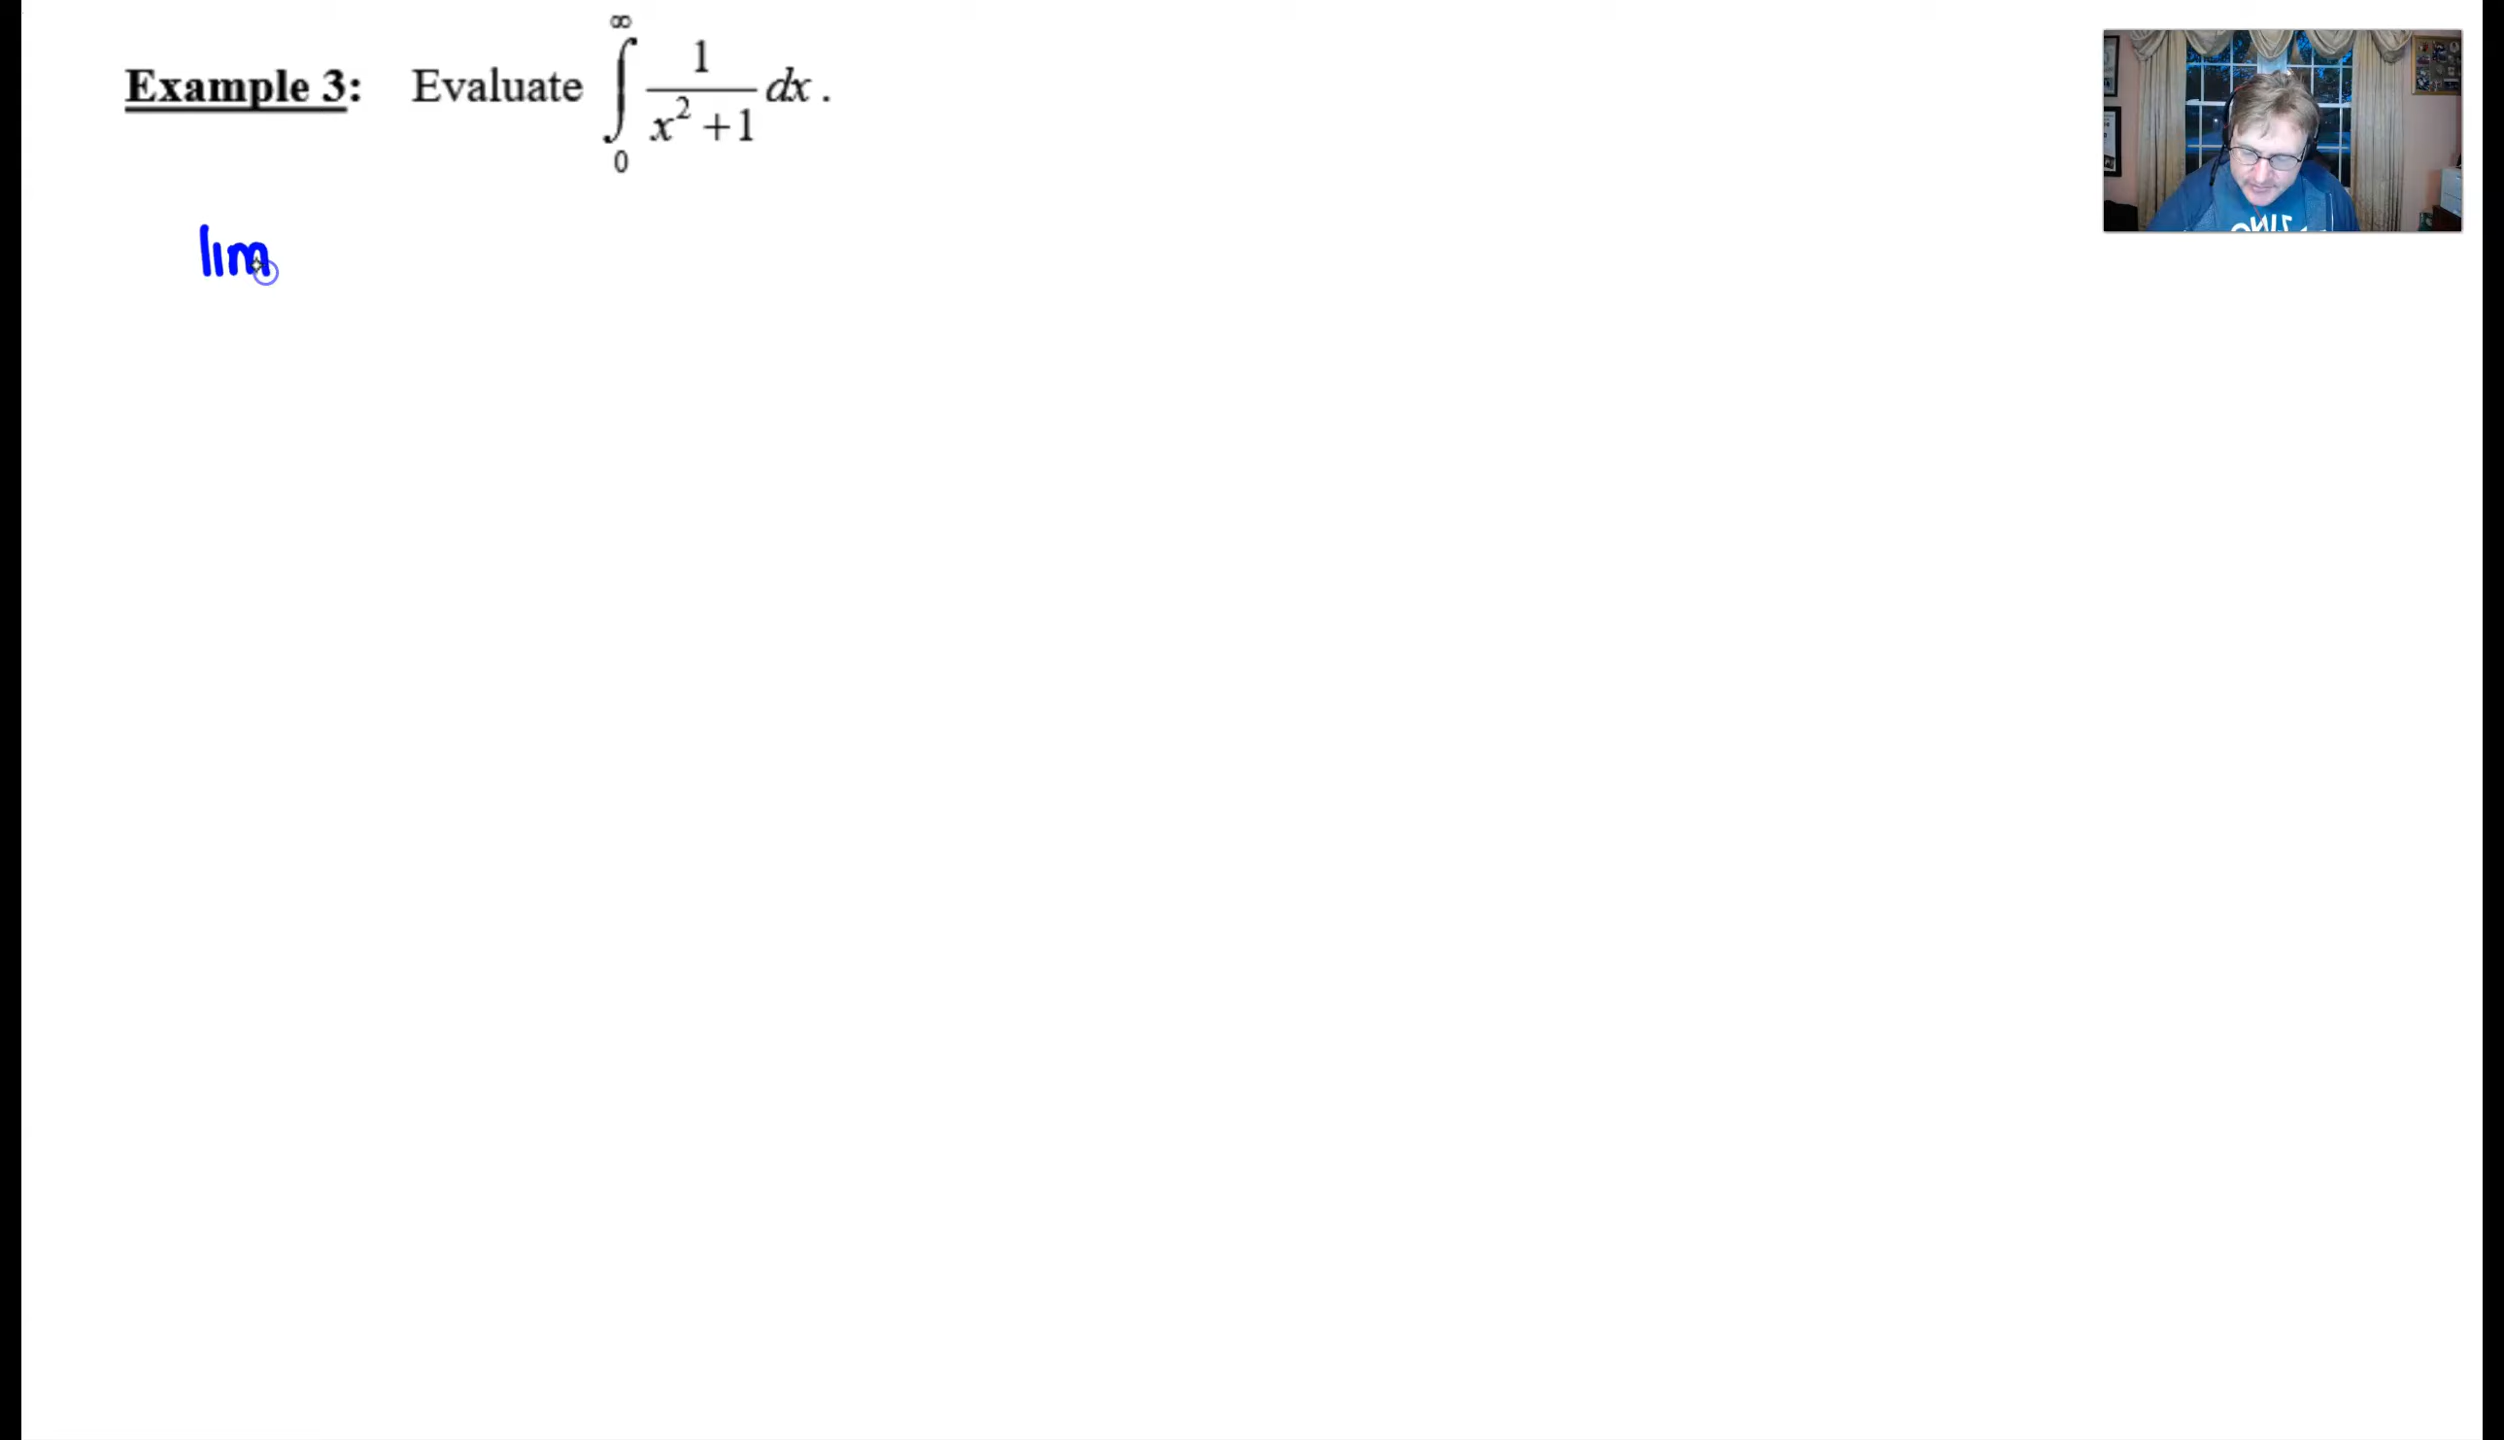 Example 3: Evaluate ∫₀^∞ 1/(x²+1) dx.
lim